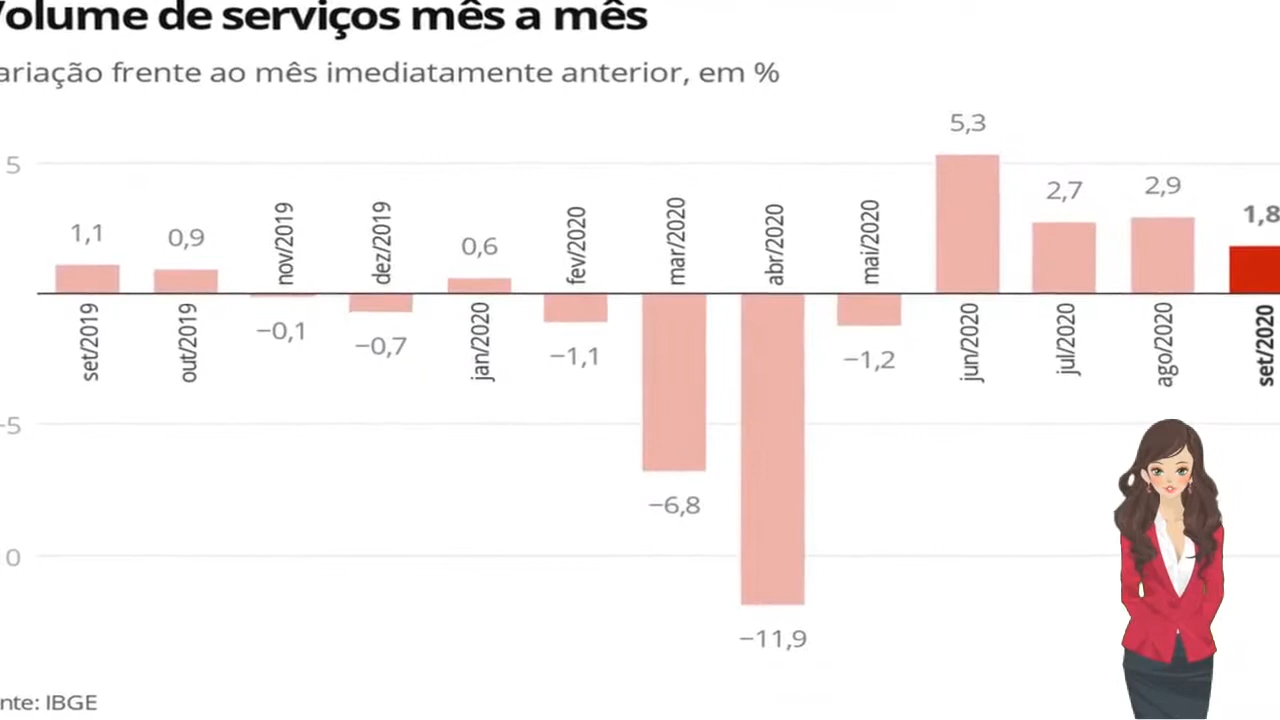 Volume de serviços mês a mês
ariação frente ao mês imediatamente anterior, em %
5,3
5
2,7
2,9
1,8
1,1
0,9
nov/2019
dez/2019
0,6
fev/2020
mar/2020
abr/2020
mai/2020
set/2019
out/2019
−0,1
−0,7
jan/2020
−1,1
−1,2
jun/2020
jul/2020
ago/2020
set/2020
-5
−6,8
0
−11,9
nte: IBGE